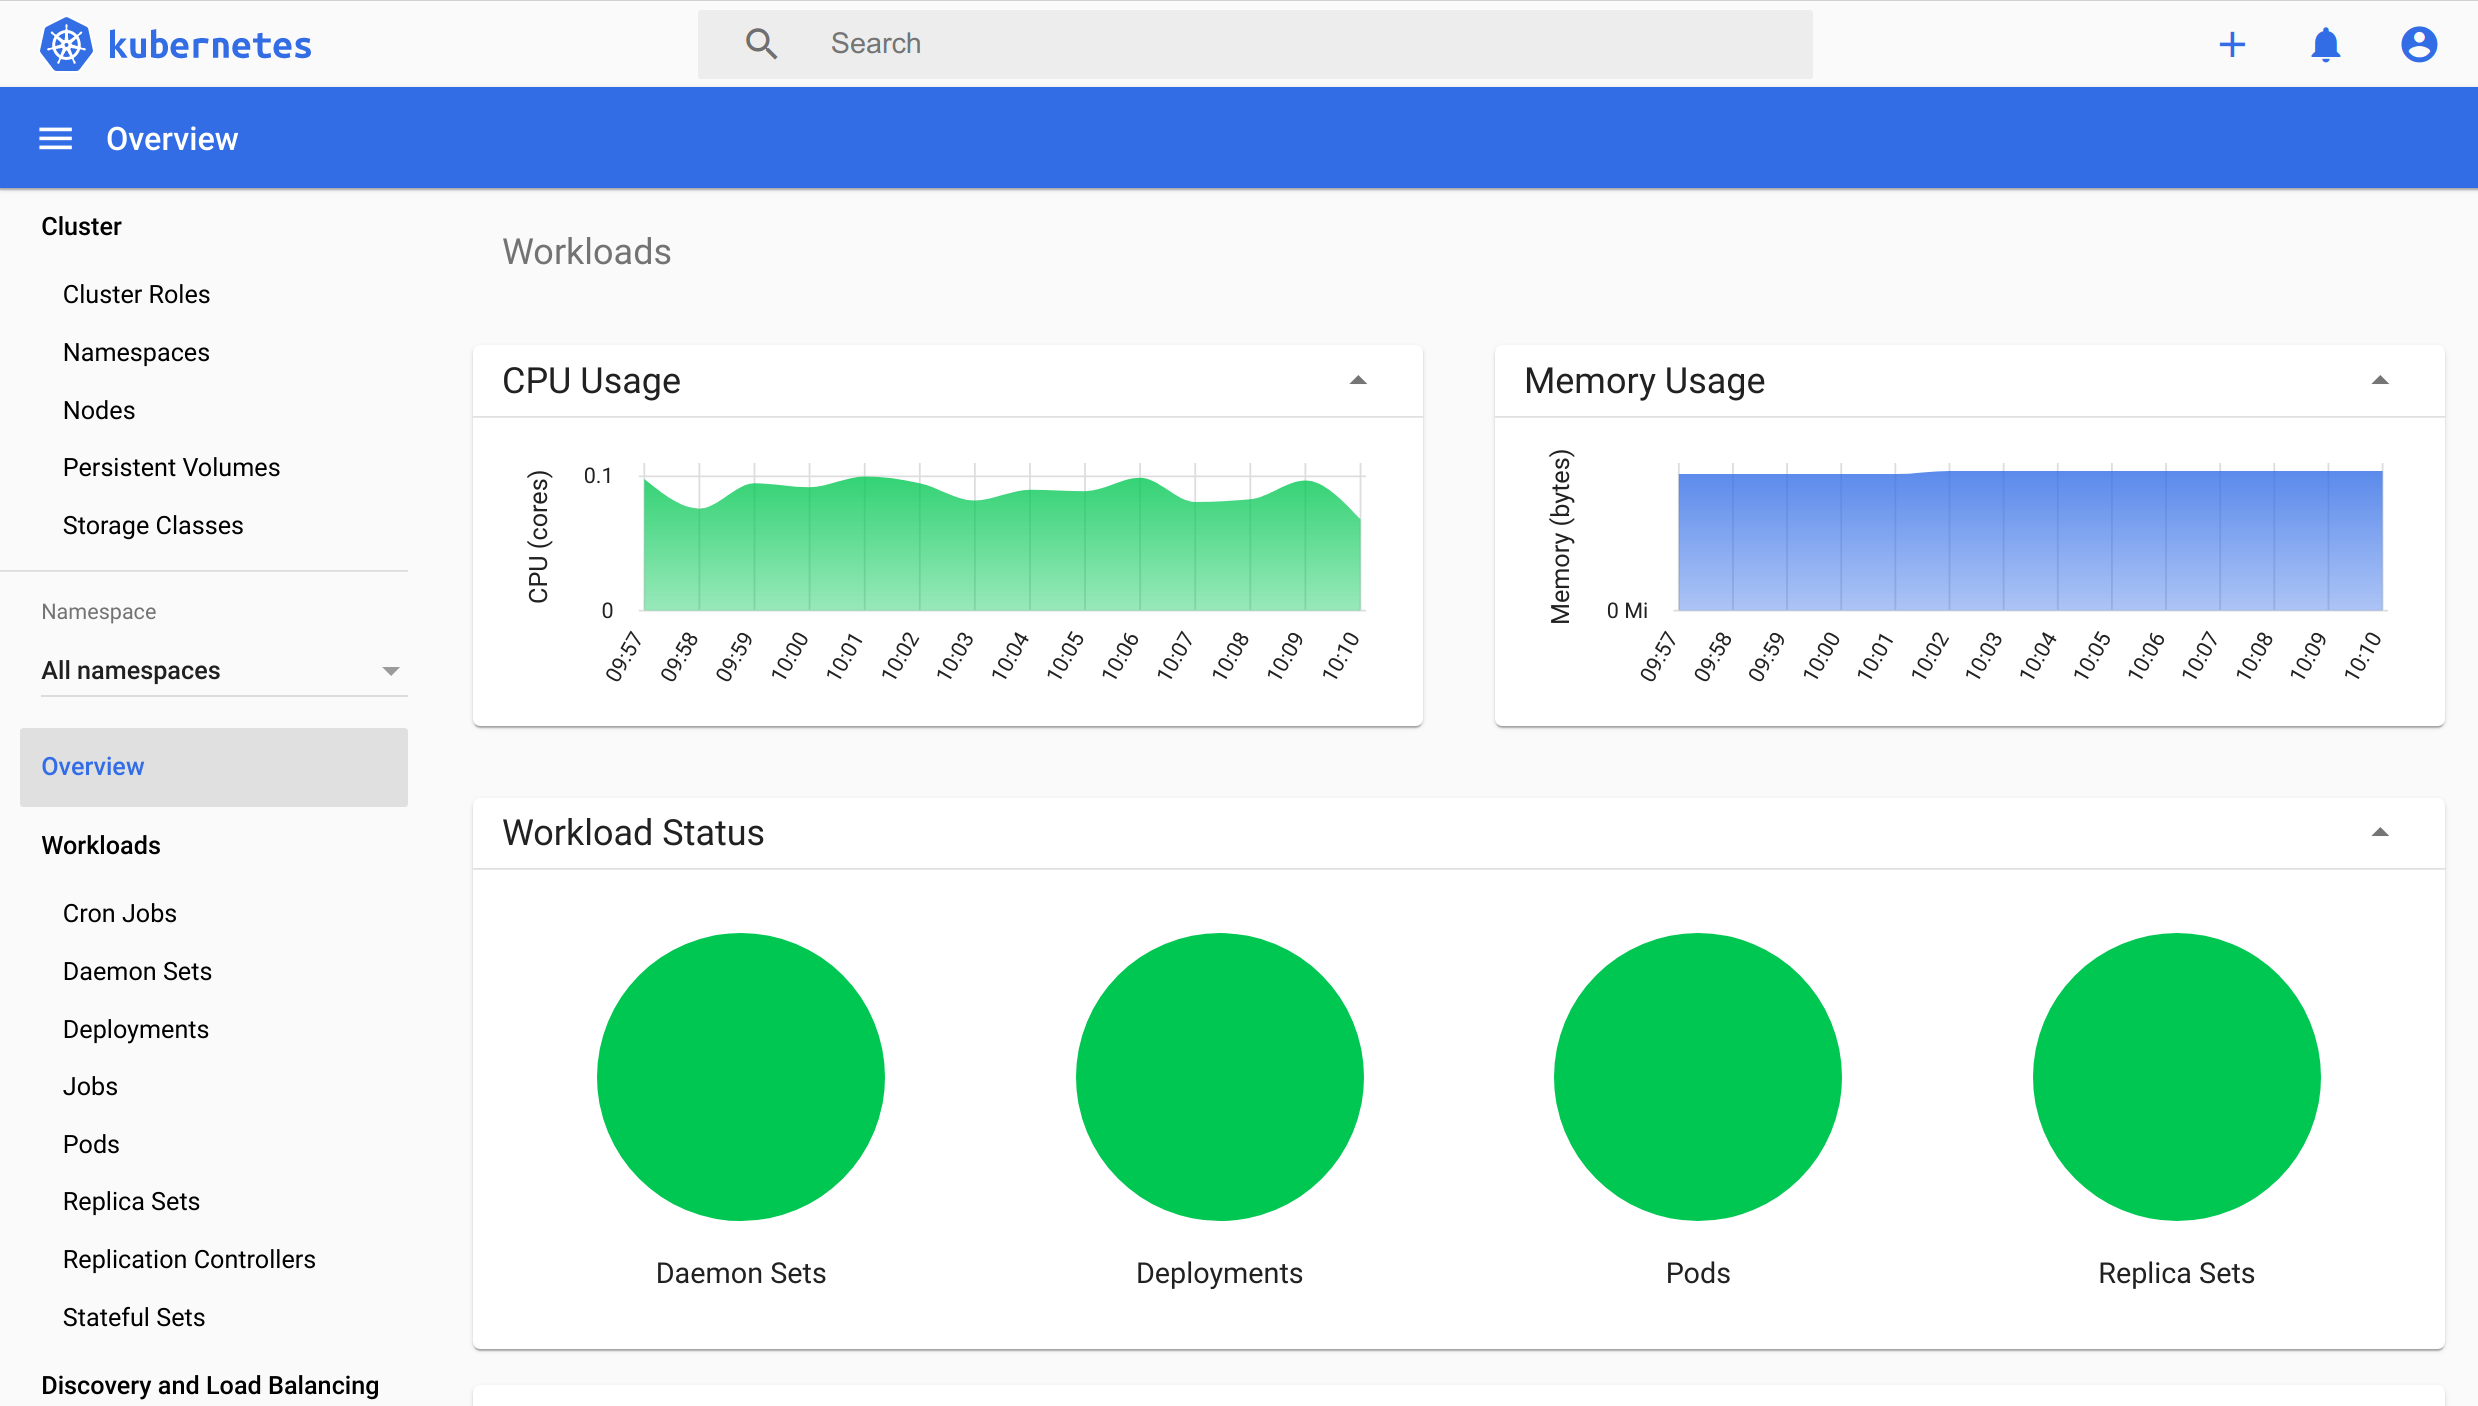 kubernetes
Search
Overview
Cluster
Cluster Roles
Namespaces
Nodes
Persistent Volumes
Storage Classes
Namespace
All namespaces
Overview
Workloads
Cron Jobs
Daemon Sets
Deployments
Jobs
Pods
Replica Sets
Replication Controllers
Stateful Sets
Discovery and Load Balancing
Workloads
CPU Usage
CPU (cores)
0.1
0
09:57
09:58
09:59
10:00
10:01
10:02
10:03
10:04
10:05
10:06
10:07
10:08
10:09
10:10
Memory Usage
Memory (bytes)
0 Mi
09:57
09:58
09:59
10:00
10:01
10:02
10:03
10:04
10:05
10:06
10:07
10:08
10:09
10:10
Workload Status
Daemon Sets
Deployments
Pods
Replica Sets